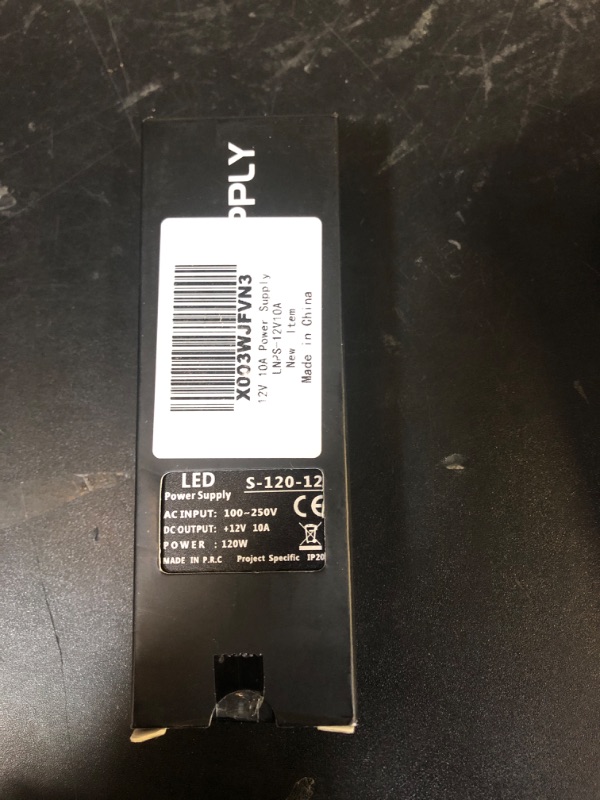 PPLY
X003WJFVN3
12V 10A Power Supply
LNPS-12V10A
New Item
Made in China
LED
Power Supply
S-120-12
AC INPUT: 100~250V
CE
DC OUTPUT: +12V 10A
POWER : 120W
MADE IN P.R.C Project Specific IP20